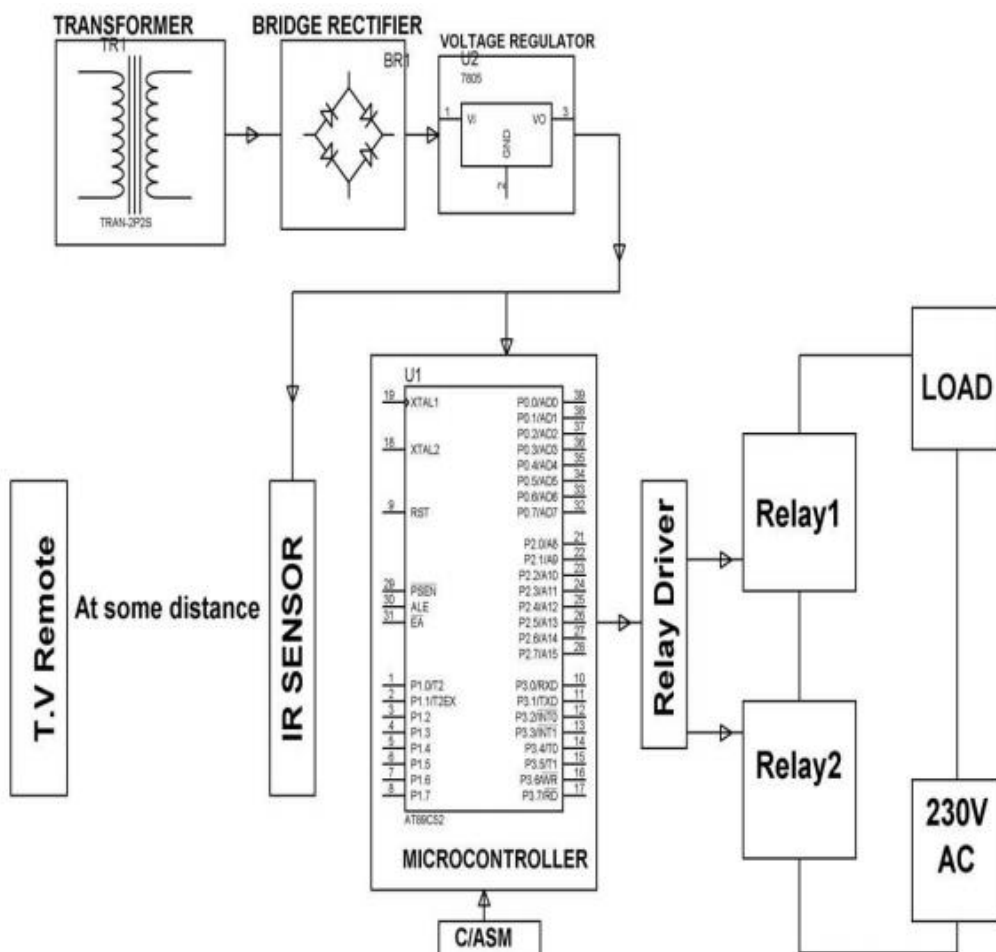 TRANSFORMER
TR1
TRAN-2P2S
BRIDGE RECTIFIER
BR1
VOLTAGE REGULATOR
U2
7805
1
VI
VO
3
GND
2
T.V Remote
At some distance
IR SENSOR
U1
19
XTAL1
18
XTAL2
9
RST
29
PSEN
30
ALE
31
EA
1
P1.0/T2
2
P1.1/T2EX
3
P1.2
4
P1.3
5
P1.4
6
P1.5
7
P1.6
8
P1.7
P0.0/AD0
39
P0.1/AD1
38
P0.2/AD2
37
P0.3/AD3
36
P0.4/AD4
35
P0.5/AD5
34
P0.6/AD6
33
P0.7/AD7
32
P2.0/A8
21
P2.1/A9
22
P2.2/A10
23
P2.3/A11
24
P2.4/A12
25
P2.5/A13
26
P2.6/A14
27
P2.7/A15
28
P3.0/RXD
10
P3.1/TXD
11
P3.2/INT0
12
P3.3/INT1
13
P3.4/T0
14
P3.5/T1
15
P3.6/WR
16
P3.7/RD
17
AT89C52
MICROCONTROLLER
C/ASM
Relay Driver
Relay1
Relay2
LOAD
230V
AC